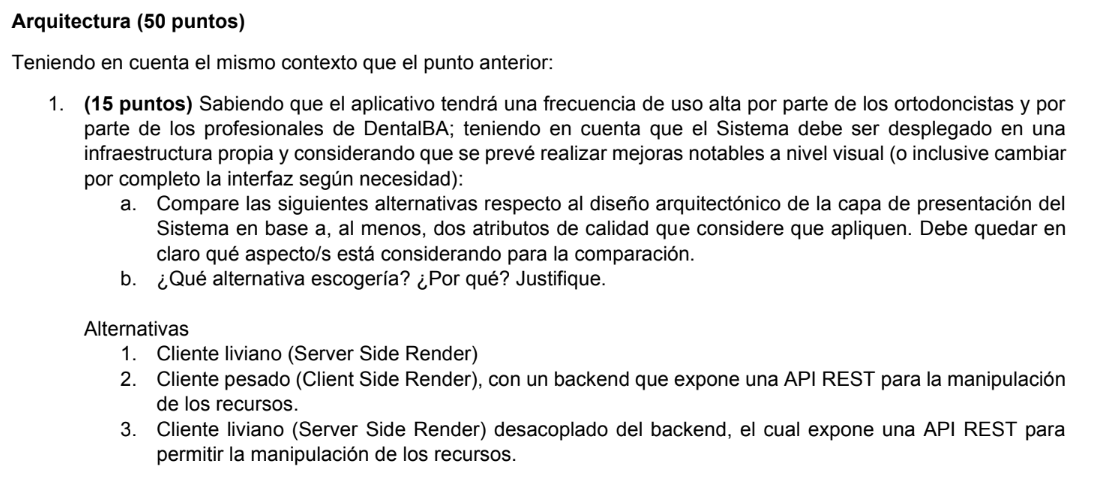 Arquitectura (50 puntos)
Teniendo en cuenta el mismo contexto que el punto anterior:
1. (15 puntos) Sabiendo que el aplicativo tendrá una frecuencia de uso alta por parte de los ortodoncistas y por
parte de los profesionales de DentalBA; teniendo en cuenta que el Sistema debe ser desplegado en una
infraestructura propia y considerando que se prevé realizar mejoras notables a nivel visual (o inclusive cambiar
por completo la interfaz según necesidad):
a. Compare las siguientes alternativas respecto al diseño arquitectónico de la capa de presentación del
Sistema en base a, al menos, dos atributos de calidad que considere que apliquen. Debe quedar en
claro qué aspecto/s está considerando para la comparación.
b. ¿Qué alternativa escogería? ¿Por qué? Justifique.
Alternativas
1. Cliente liviano (Server Side Render)
2. Cliente pesado (Client Side Render), con un backend que expone una API REST para la manipulación
de los recursos.
3. Cliente liviano (Server Side Render) desacoplado del backend, el cual expone una API REST para
permitir la manipulación de los recursos.